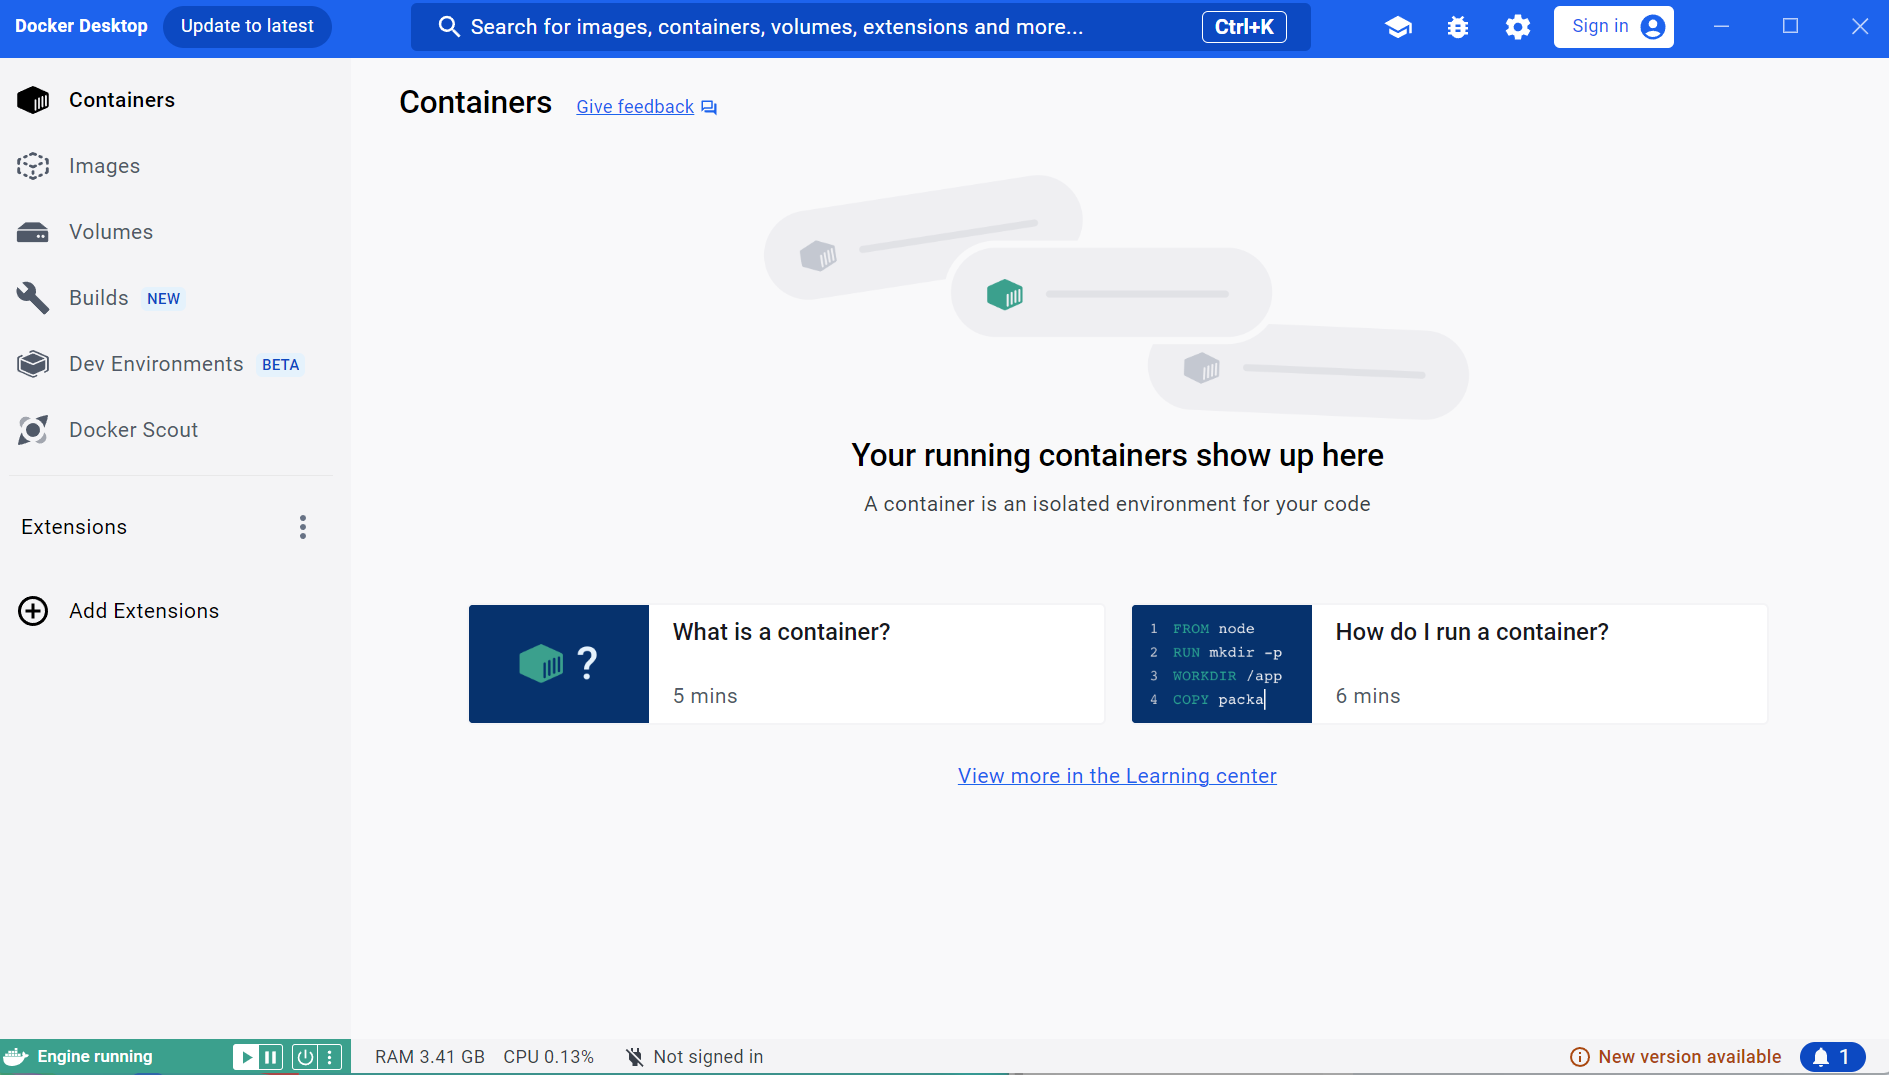 Docker Desktop
Update to latest
Search for images, containers, volumes, extensions and more...
Ctrl+K
Sign in
Containers
Images
Volumes
Builds NEW
Dev Environments BETA
Docker Scout
Extensions
Add Extensions
Containers
Give feedback
Your running containers show up here
A container is an isolated environment for your code
?
What is a container?
5 mins
1 FROM node
2 RUN mkdir -p
3 WORKDIR /app
4 COPY packa
How do I run a container?
6 mins
View more in the Learning center
Engine running
RAM 3.41 GB
CPU 0.13%
Not signed in
New version available
1